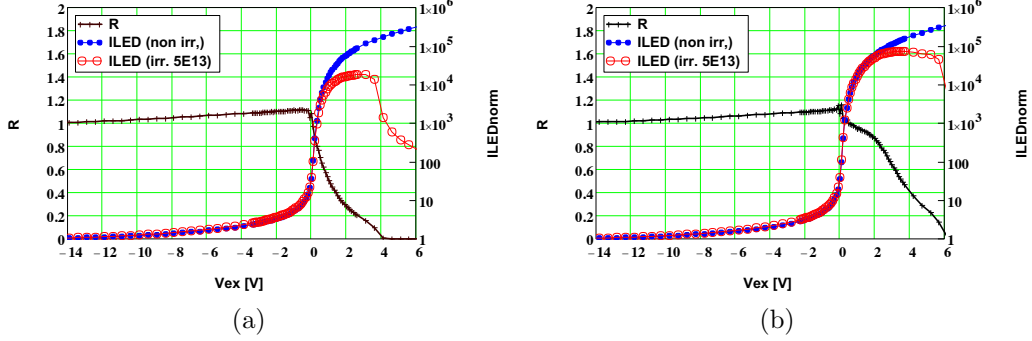 R
ILED (non irr,)
ILED (irr. 5E13)
2
1.8
1.6
1.4
1.2
1
0.8
0.6
0.4
0.2
0
R
1×10^6
1×10^5
1×10^4
1×10^3
100
10
1
ILEDnorm
−14 −12 −10 −8 −6 −4 −2 0 2 4 6
Vex [V]
(a)
R
ILED (non irr,)
ILED (irr. 5E13)
2
1.8
1.6
1.4
1.2
1
0.8
0.6
0.4
0.2
0
R
1×10^6
1×10^5
1×10^4
1×10^3
100
10
1
ILEDnorm
−14 −12 −10 −8 −6 −4 −2 0 2 4 6
Vex [V]
(b)